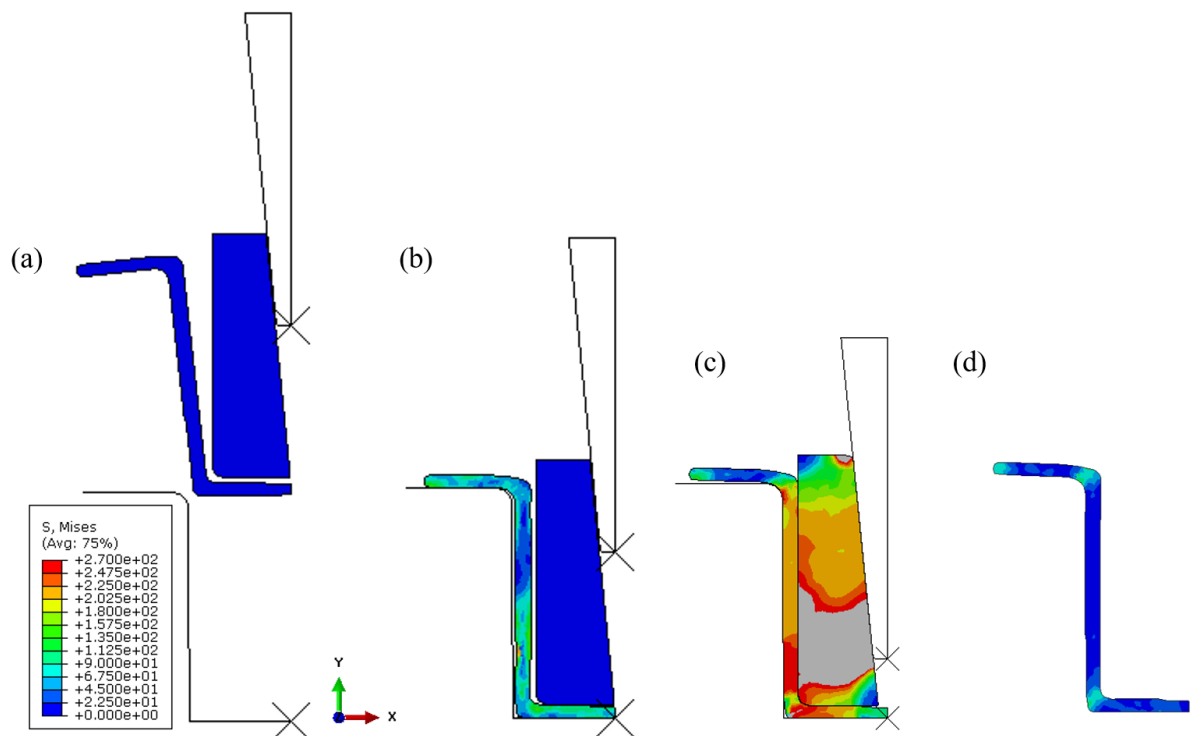 (a)
(b)
(c)
(d)
S, Mises
(Avg: 75%)
+2.700e+02
+2.475e+02
+2.250e+02
+2.025e+02
+1.800e+02
+1.575e+02
+1.350e+02
+1.125e+02
+9.000e+01
+6.750e+01
+4.500e+01
+2.250e+01
+0.000e+00
Y
X